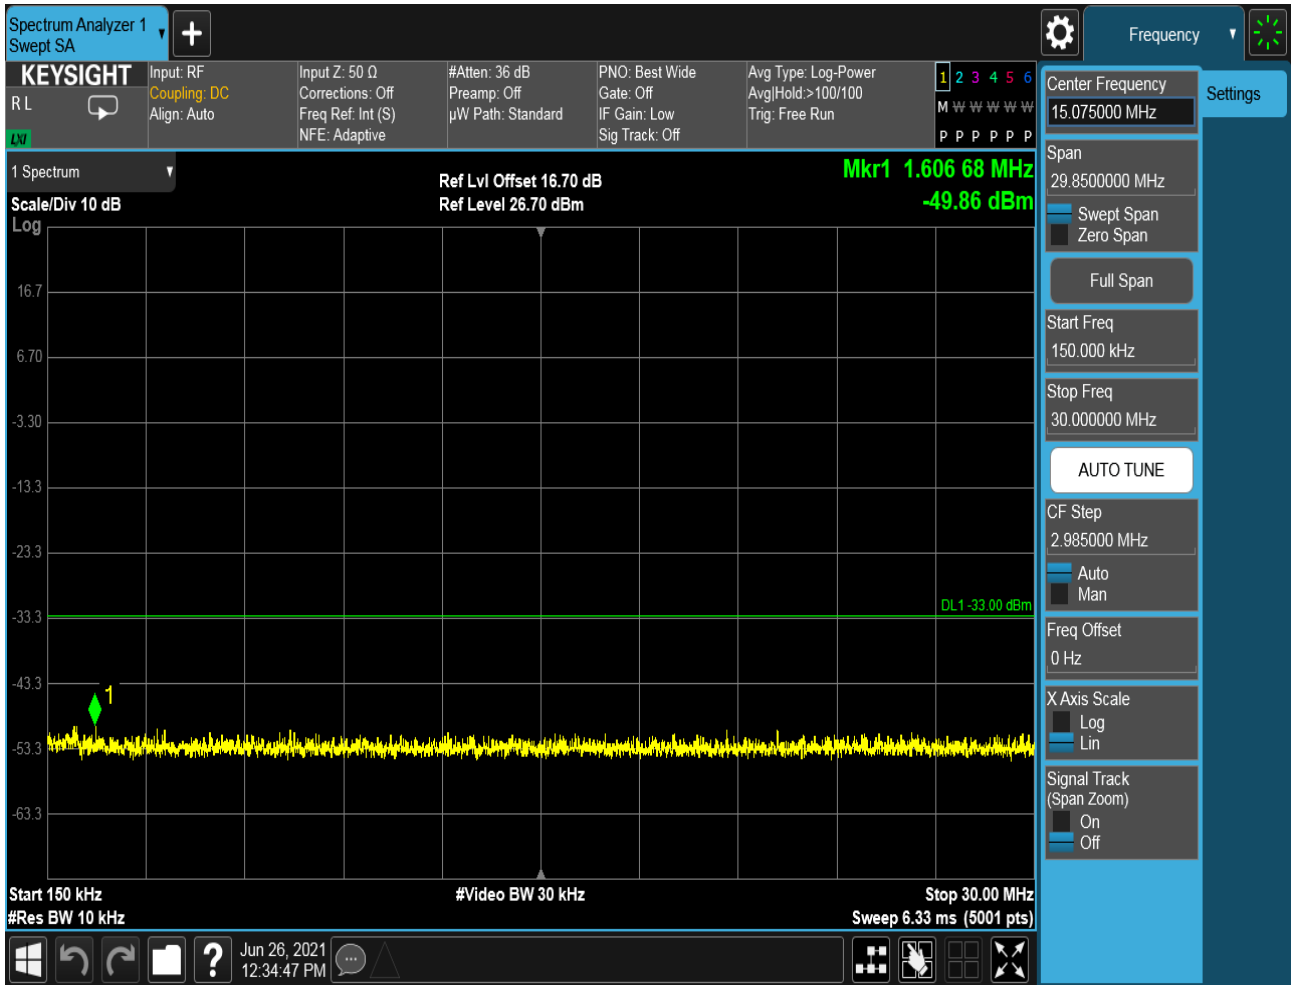 Spectrum Analyzer 1
Swept SA
+
Frequency
KEYSIGHT
R L
LXI
Input: RF
Coupling: DC
Align: Auto
Input Z: 50 Ω
Corrections: Off
Freq Ref: Int (S)
NFE: Adaptive
#Atten: 36 dB
Preamp: Off
µW Path: Standard
PNO: Best Wide
Gate: Off
IF Gain: Low
Sig Track: Off
Avg Type: Log-Power
Avg|Hold:>100/100
Trig: Free Run
1 2 3 4 5 6
M W W W W W
P P P P P P
1 Spectrum
Scale/Div 10 dB
Log
Ref Lvl Offset 16.70 dB
Ref Level 26.70 dBm
Mkr1 1.606 68 MHz
-49.86 dBm
16.7
6.70
-3.30
-13.3
-23.3
-33.3
-43.3
-53.3
-63.3
DL1 -33.00 dBm
1
Start 150 kHz
#Res BW 10 kHz
#Video BW 30 kHz
Stop 30.00 MHz
Sweep 6.33 ms (5001 pts)
Center Frequency
15.075000 MHz
Settings
Span
29.8500000 MHz
Swept Span
Zero Span
Full Span
Start Freq
150.000 kHz
Stop Freq
30.000000 MHz
AUTO TUNE
CF Step
2.985000 MHz
Auto
Man
Freq Offset
0 Hz
X Axis Scale
Log
Lin
Signal Track
(Span Zoom)
On
Off
?
Jun 26, 2021
12:34:47 PM